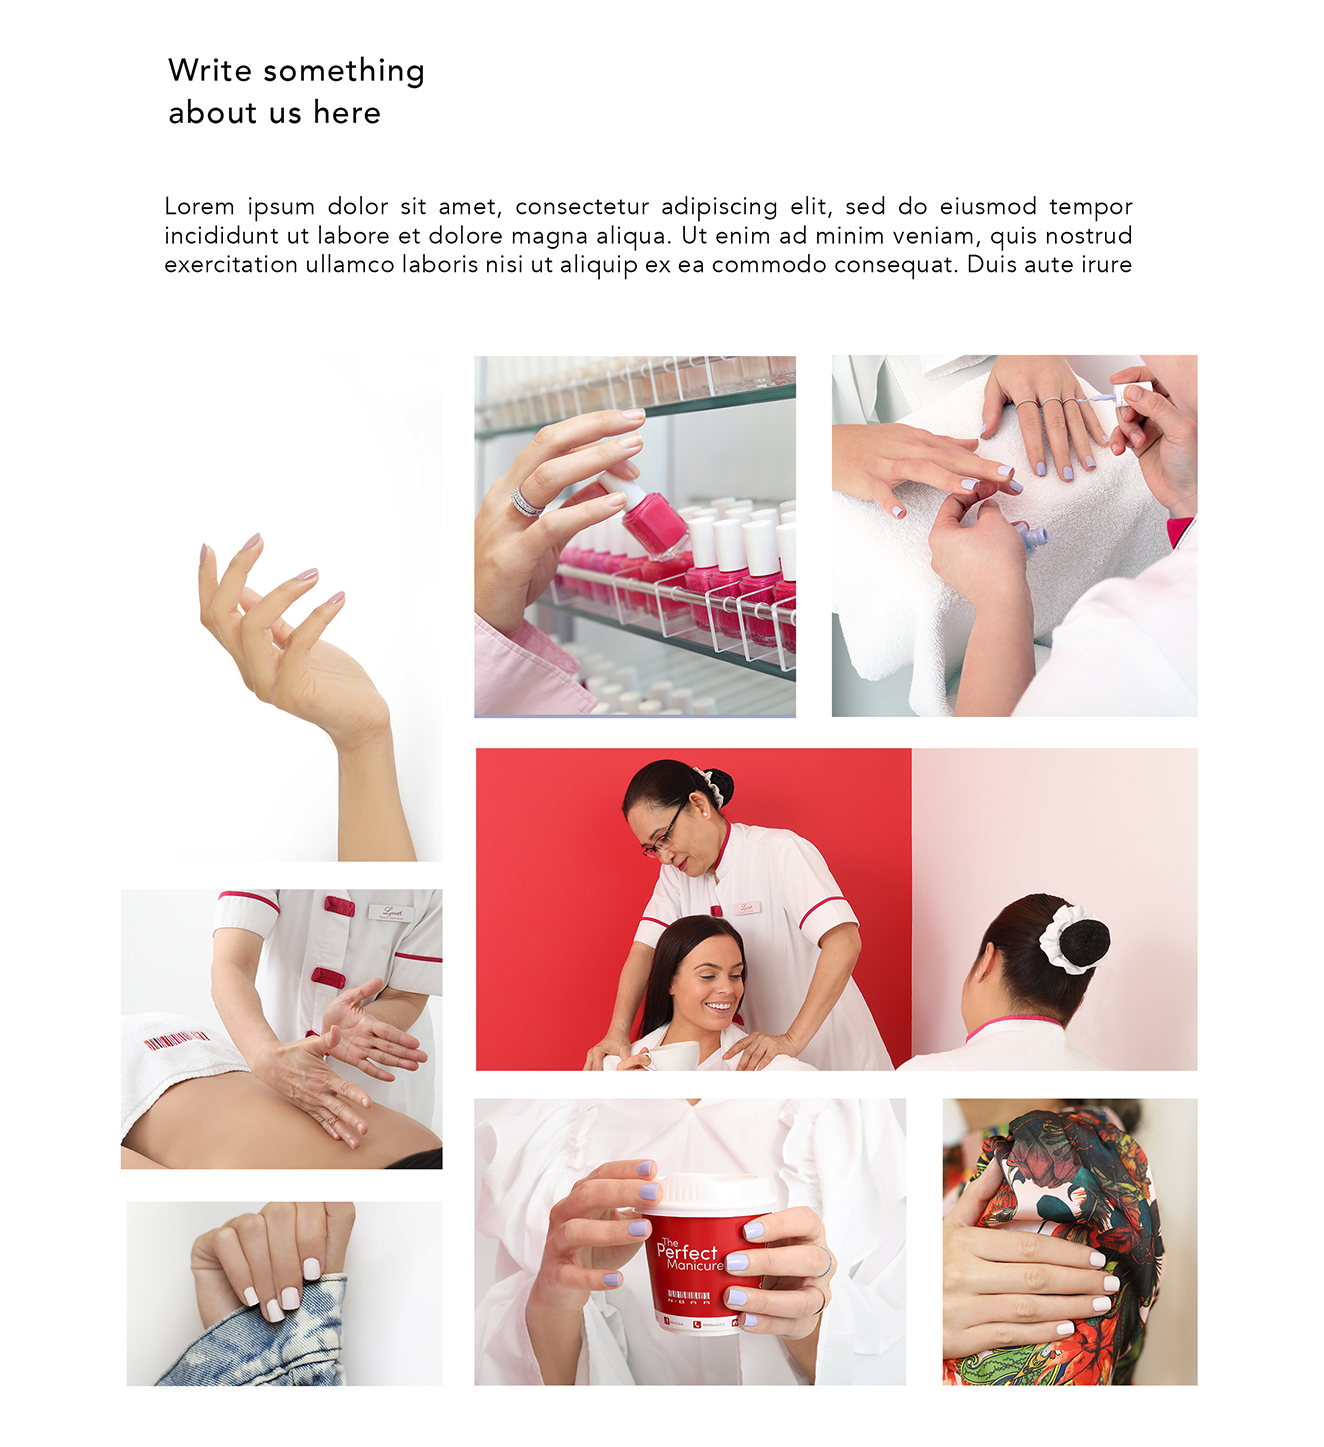 Write something
about us here
Lorem ipsum dolor sit amet, consectetur adipiscing elit, sed do eiusmod tempor
incididunt ut labore et dolore magna aliqua. Ut enim ad minim veniam, quis nostrud
exercitation ullamco laboris nisi ut aliquip ex ea commodo consequat. Duis aute irure
The
Perfect
Manicure
N·BAR